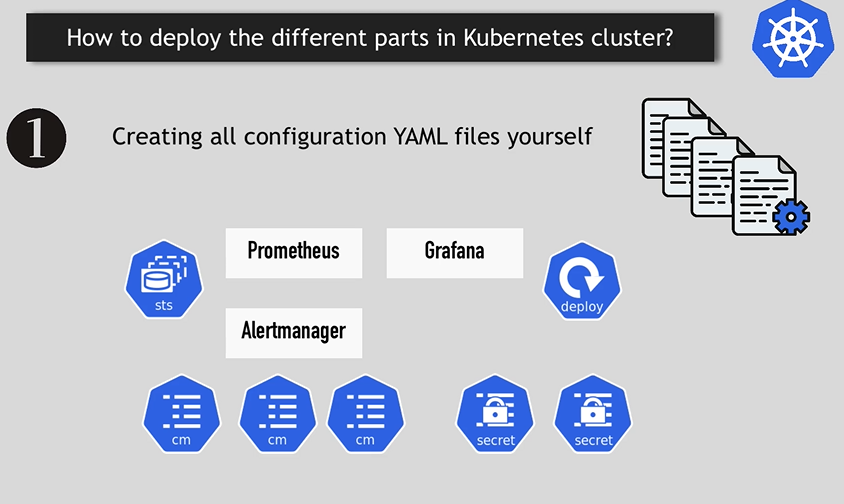 How to deploy the different parts in Kubernetes cluster?
1
Creating all configuration YAML files yourself
Prometheus
Grafana
sts
deploy
Alertmanager
cm
cm
cm
secret
secret